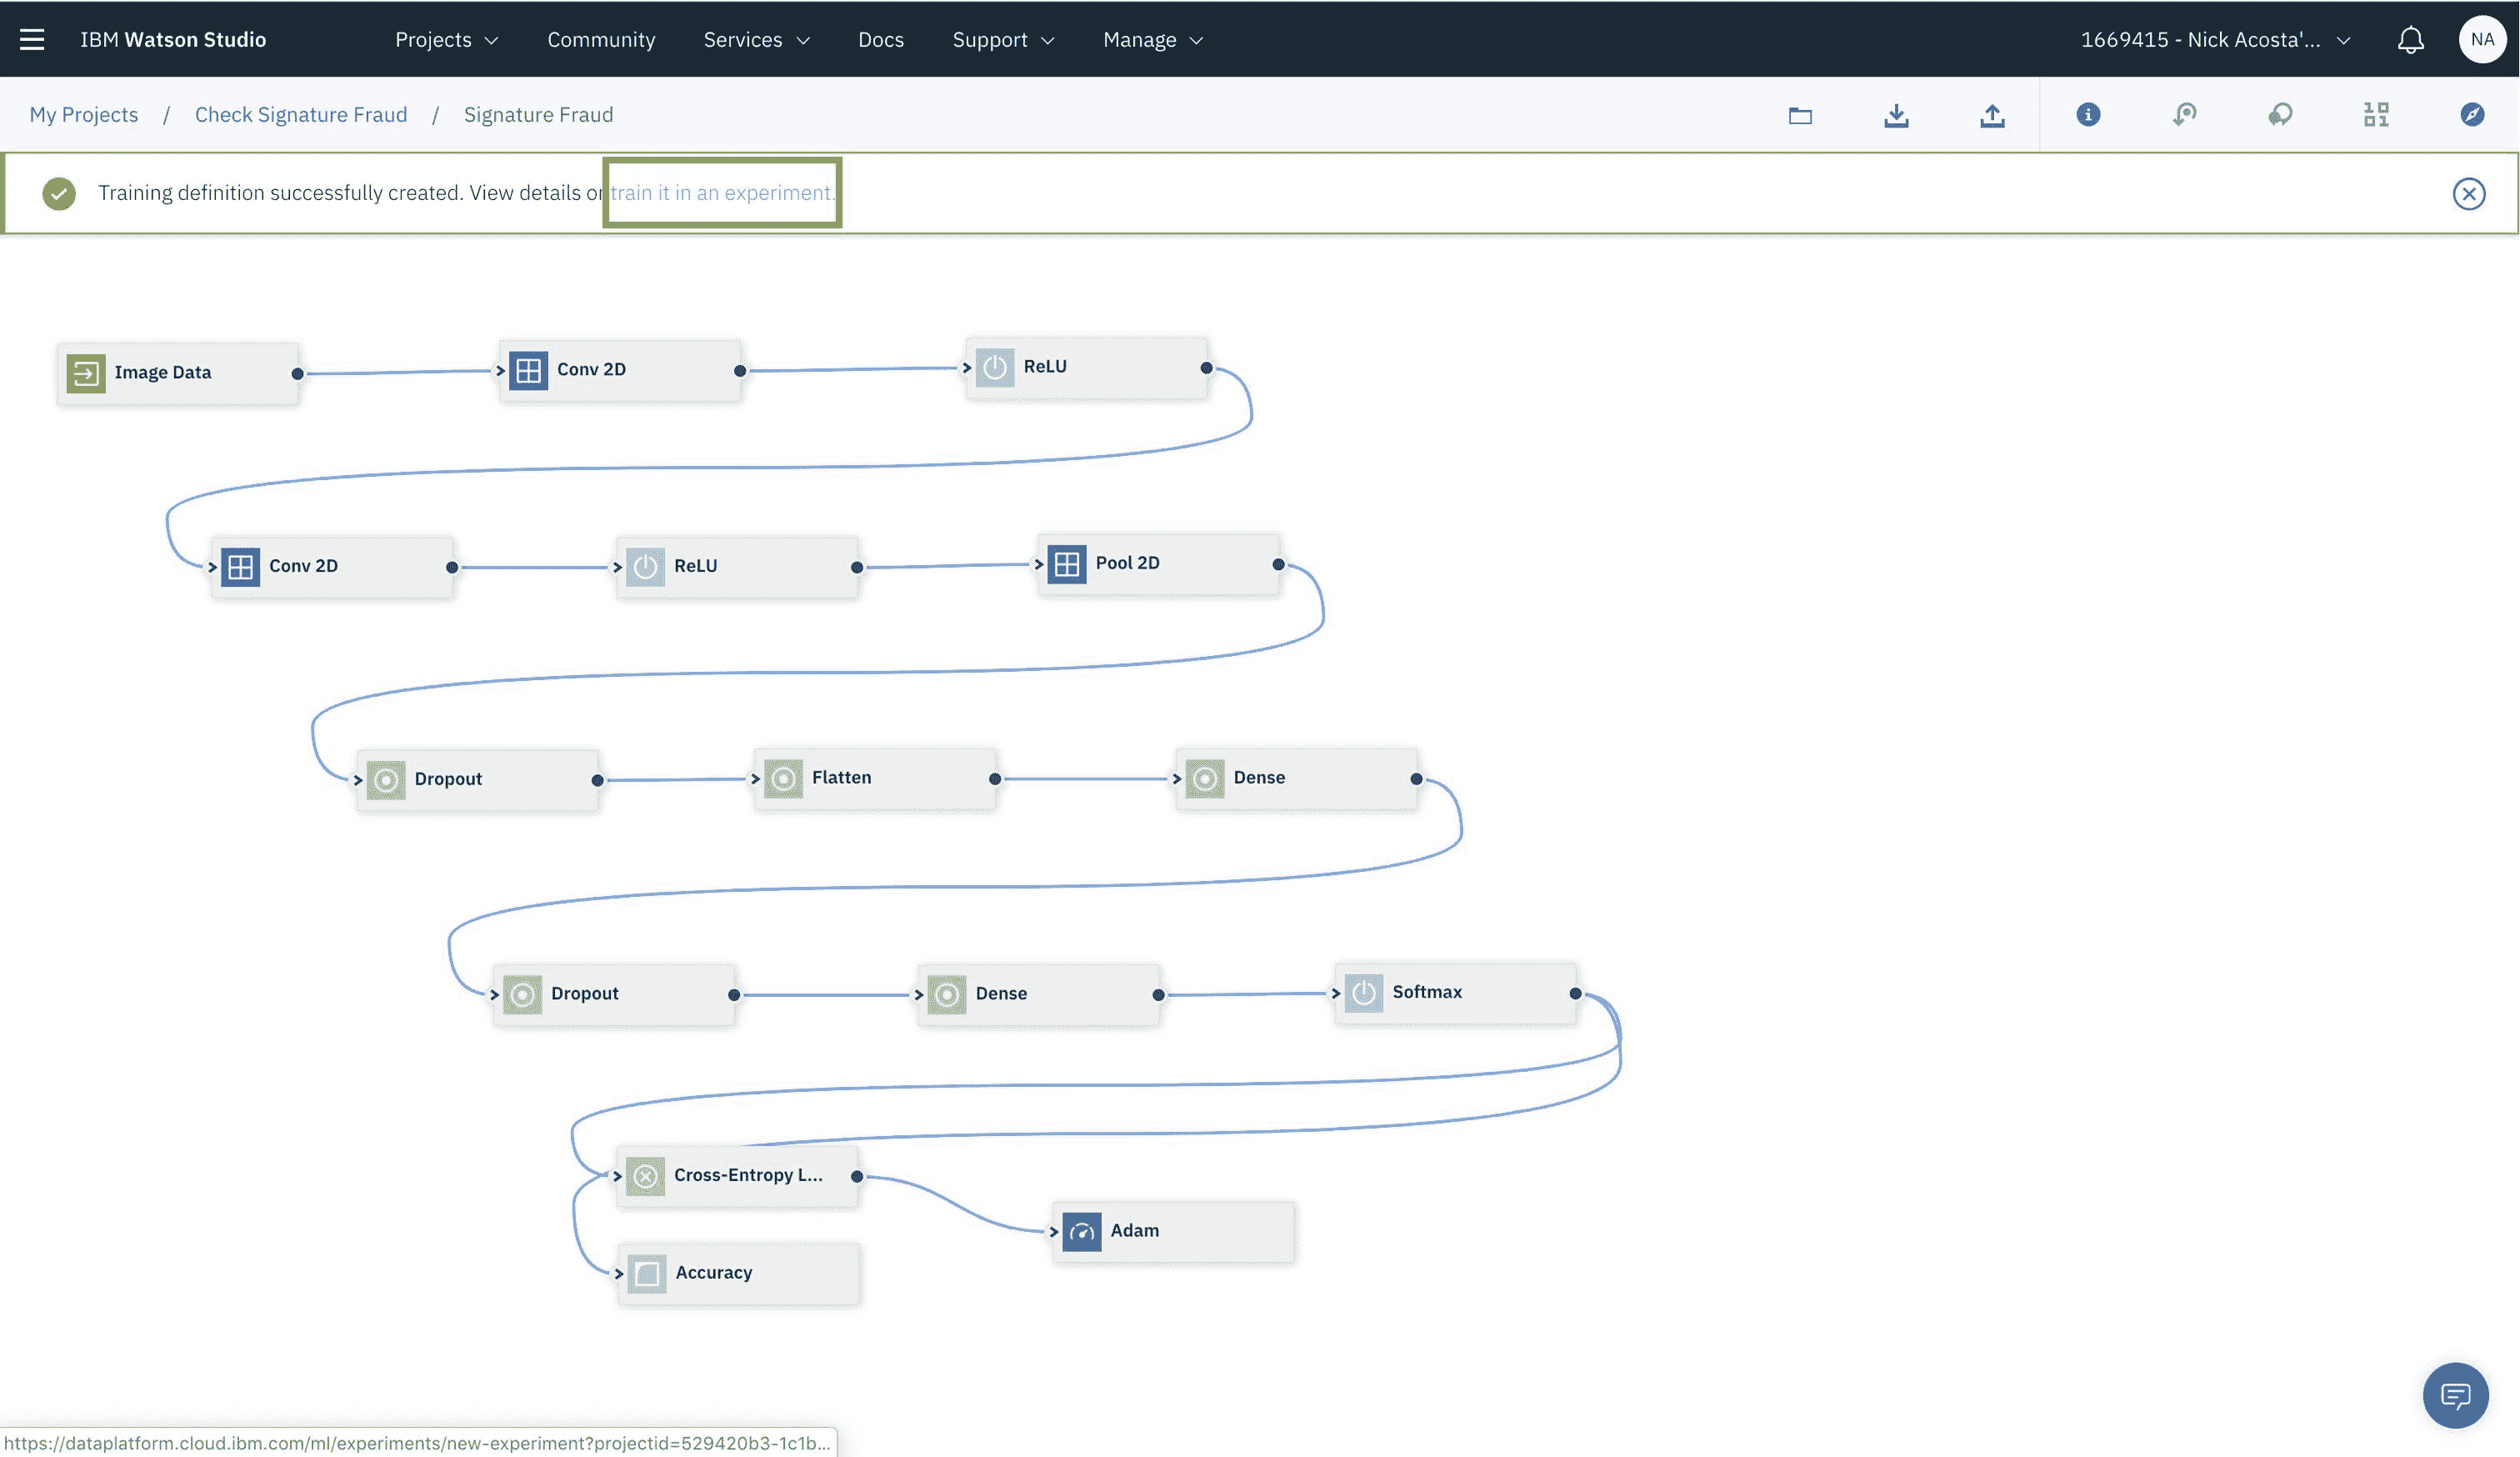 IBM Watson Studio Projects Community Services Docs Support Manage 1669415 - Nick Acosta'... NA
My Projects / Check Signature Fraud / Signature Fraud
Training definition successfully created. View details or train it in an experiment.
Image Data Conv 2D ReLU
Conv 2D ReLU Pool 2D
Dropout Flatten Dense
Dropout Dense Softmax
Cross-Entropy L...
Adam
Accuracy
https://dataplatform.cloud.ibm.com/ml/experiments/new-experiment?projectid=529420b3-1c1b...